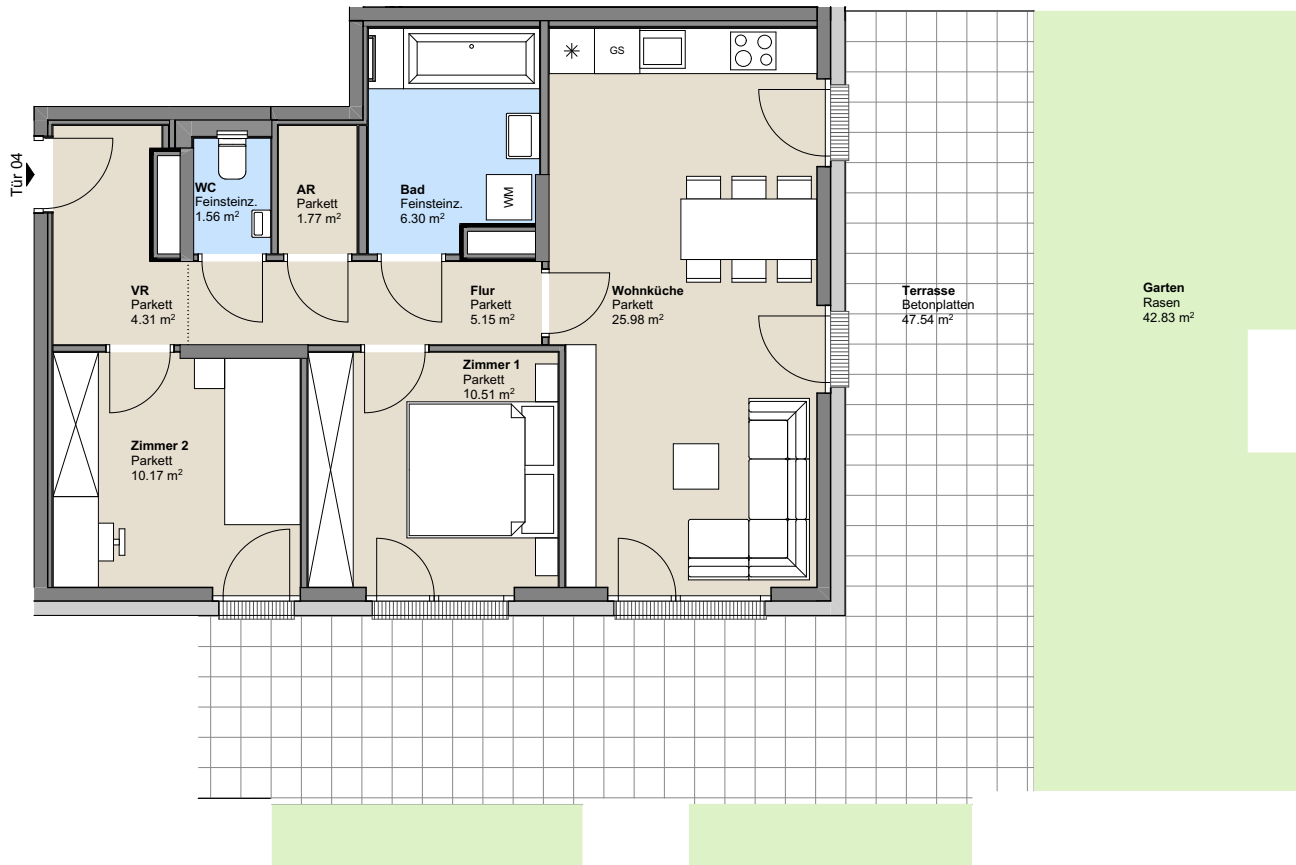 GS
Tür 04
WC
Feinsteinz.
1.56 m²
AR
Parkett
1.77 m²
Bad
Feinsteinz.
6.30 m²
WM
VR
Parkett
4.31 m²
Flur
Parkett
5.15 m²
Wohnküche
Parkett
25.98 m²
Terrasse
Betonplatten
47.54 m²
Garten
Rasen
42.83 m²
Zimmer 1
Parkett
10.51 m²
Zimmer 2
Parkett
10.17 m²